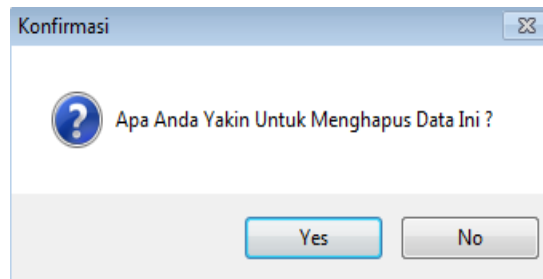 Konfirmasi
Apa Anda Yakin Untuk Menghapus Data Ini ?
Yes
No